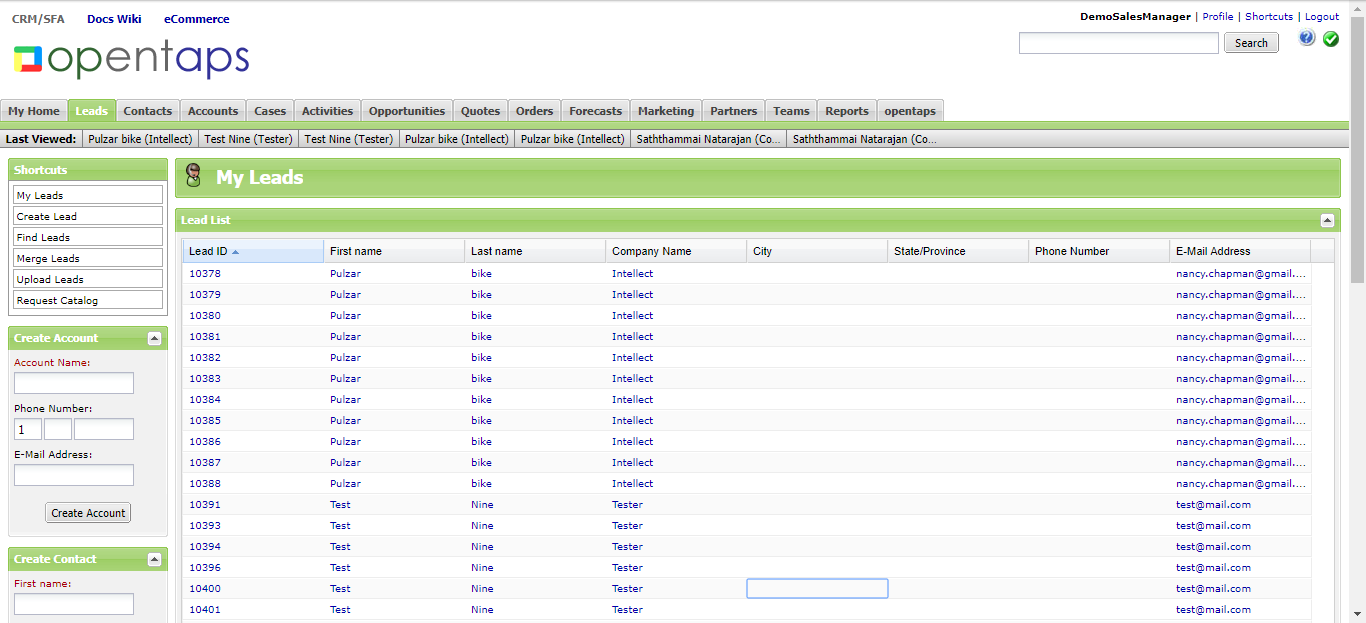 CRM/SFA Docs Wiki eCommerce
DemoSalesManager | Profile | Shortcuts | Logout
opentaps
Search
My Home Leads Contacts Accounts Cases Activities Opportunities Quotes Orders Forecasts Marketing Partners Teams Reports opentaps
Last Viewed: Pulzar bike (Intellect) Test Nine (Tester) Test Nine (Tester) Pulzar bike (Intellect) Pulzar bike (Intellect) Saththammai Natarajan (Co... Saththammai Natarajan (Co...
Shortcuts
My Leads
Create Lead
Find Leads
Merge Leads
Upload Leads
Request Catalog
Create Account
Account Name:
Phone Number:
1
E-Mail Address:
Create Account
Create Contact
First name:
My Leads
Lead List
Lead ID First name Last name Company Name City State/Province Phone Number E-Mail Address
10378 Pulzar bike Intellect nancy.chapman@gmail....
10379 Pulzar bike Intellect nancy.chapman@gmail....
10380 Pulzar bike Intellect nancy.chapman@gmail....
10381 Pulzar bike Intellect nancy.chapman@gmail....
10382 Pulzar bike Intellect nancy.chapman@gmail....
10383 Pulzar bike Intellect nancy.chapman@gmail....
10384 Pulzar bike Intellect nancy.chapman@gmail....
10385 Pulzar bike Intellect nancy.chapman@gmail....
10386 Pulzar bike Intellect nancy.chapman@gmail....
10387 Pulzar bike Intellect nancy.chapman@gmail....
10388 Pulzar bike Intellect nancy.chapman@gmail....
10391 Test Nine Tester test@mail.com
10393 Test Nine Tester test@mail.com
10394 Test Nine Tester test@mail.com
10396 Test Nine Tester test@mail.com
10400 Test Nine Tester test@mail.com
10401 Test Nine Tester test@mail.com